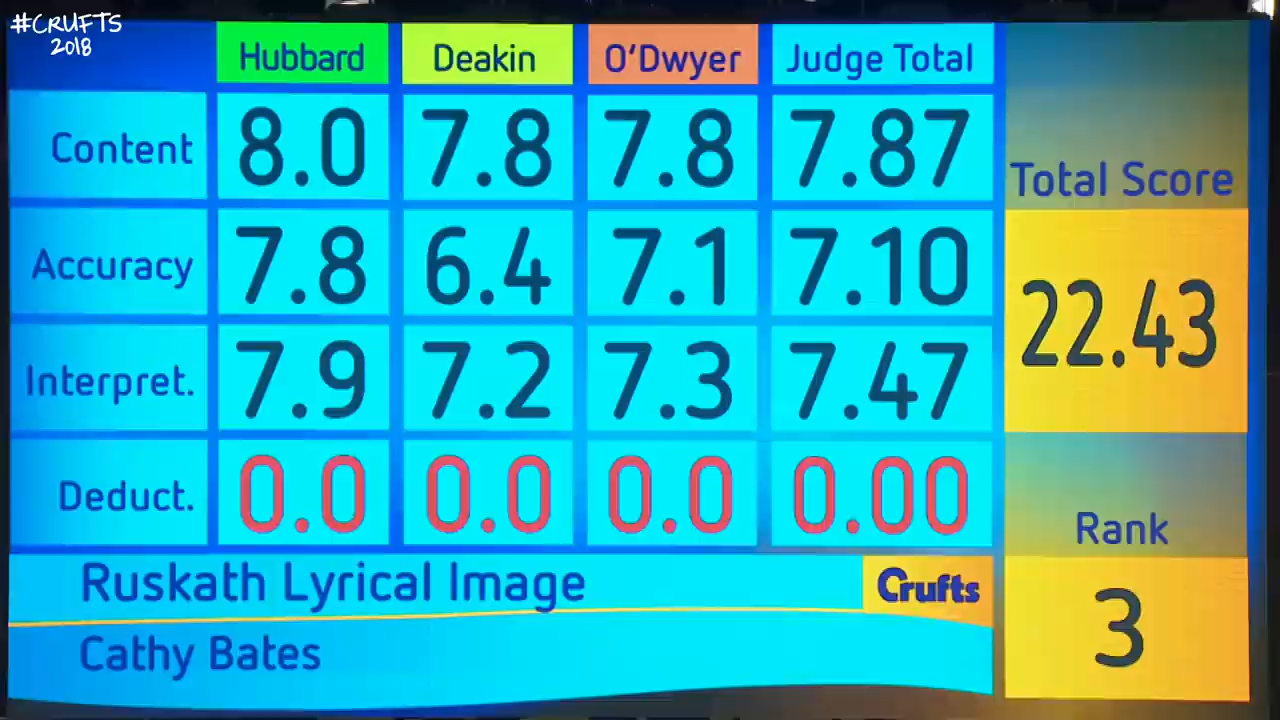 #CRUFTS
2018
Hubbard Deakin O'Dwyer Judge Total
Content 8.0 7.8 7.8 7.87
Total Score
Accuracy 7.8 6.4 7.1 7.10
22.43
Interpret. 7.9 7.2 7.3 7.47
Deduct. 0.0 0.0 0.0 0.00
Rank
Ruskath Lyrical Image
Crufts
3
Cathy Bates